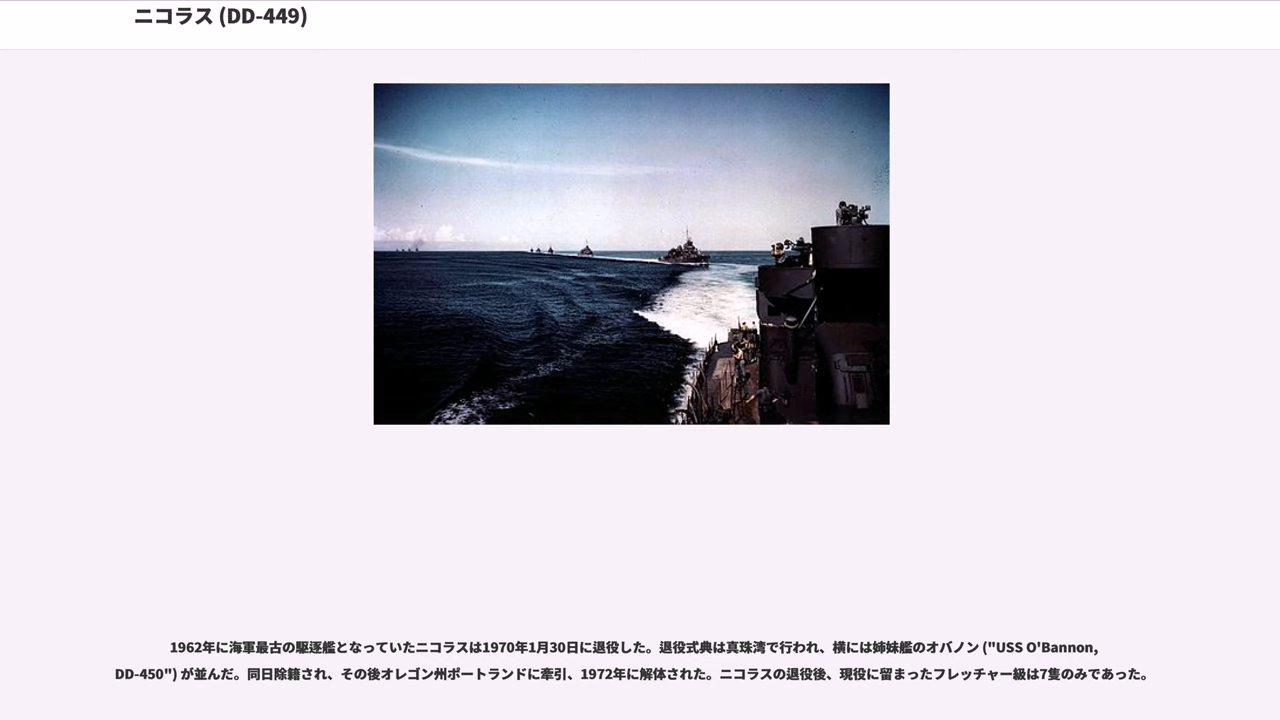 ニコラス (DD-449)
1962年に海軍最古の駆逐艦となっていたニコラスは1970年1月30日に退役した。退役式典は真珠湾で行われ、横には姉妹艦のオバノン ("USS O'Bannon,
DD-450") が並んだ。同日除籍され、その後オレゴン州ポートランドに牽引、1972年に解体された。ニコラスの退役後、現役に留まったフレッチャー級は7隻のみであった。